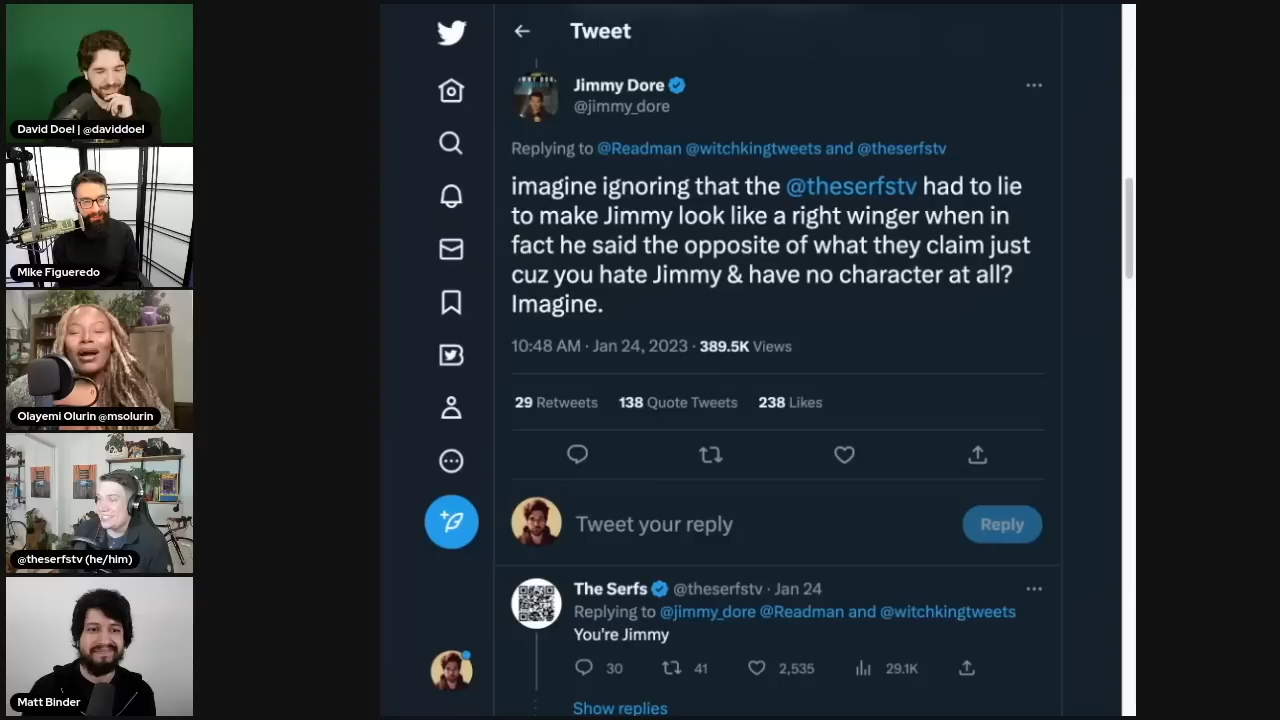 David Doel | @daviddoel
Mike Figueredo
Olayemi Olurin @msolurin
@theserfstv (he/him)
Matt Binder
Tweet
Jimmy Dore
@jimmy_dore
Replying to @Readman @witchkingtweets and @theserfstv
imagine ignoring that the @theserfstv had to lie
to make Jimmy look like a right winger when in
fact he said the opposite of what they claim just
cuz you hate Jimmy & have no character at all?
Imagine.
10:48 AM · Jan 24, 2023 · 389.5K Views
29 Retweets 138 Quote Tweets 238 Likes
Tweet your reply
Reply
The Serfs @theserfstv · Jan 24
Replying to @jimmy_dore @Readman and @witchkingtweets
You're Jimmy
30 41 2,535 29.1K
Show replies